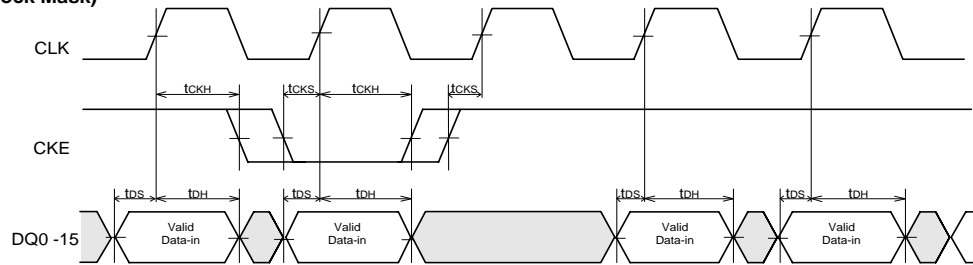 ock Mask)
CLK
tCKH tCKS tCKH tCKS
CKE
tDS tDH tDS tDH tDS tDH tDS tDH
DQ0 -15
Valid Data-in
Valid Data-in
Valid Data-in
Valid Data-in